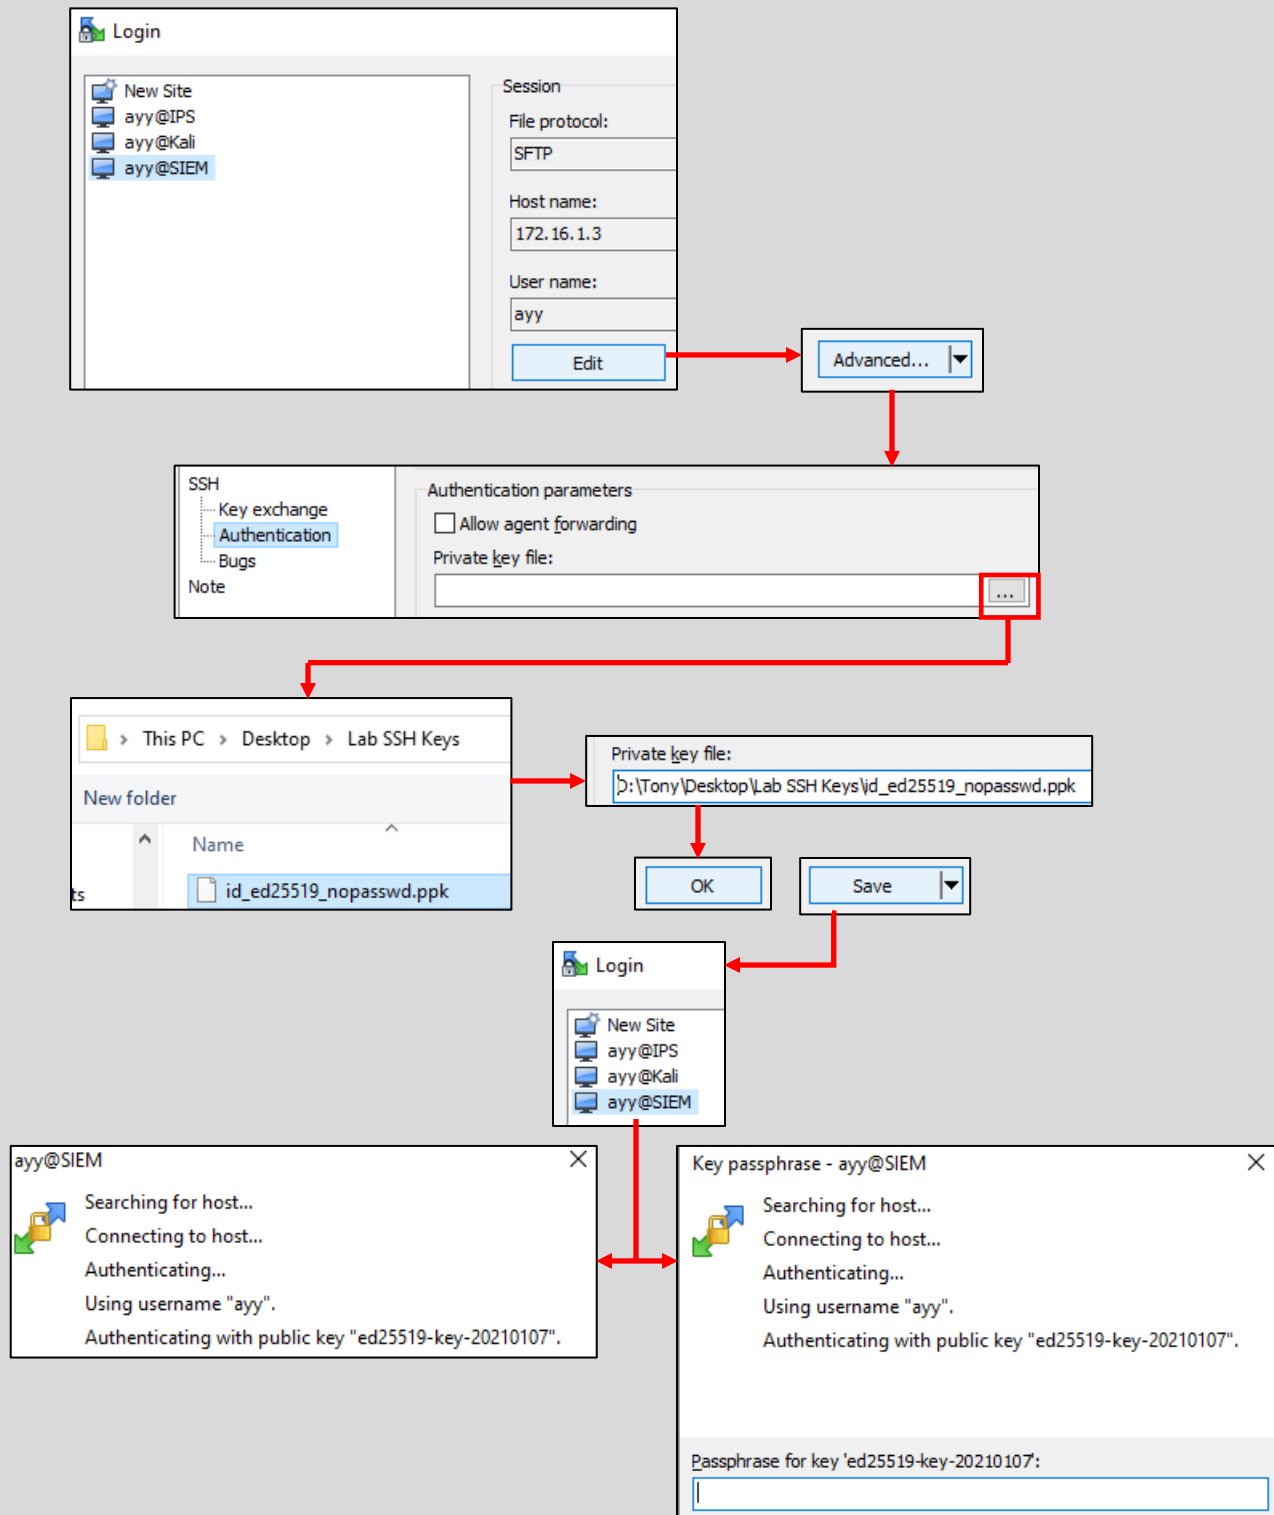 Login
New Site
ayy@IPS
ayy@Kali
ayy@SIEM
Session
File protocol:
SFTP
Host name:
172.16.1.3
User name:
ayy
Edit
Advanced...
SSH
Key exchange
Authentication
Bugs
Note
Authentication parameters
Allow agent forwarding
Private key file:
...
This PC > Desktop > Lab SSH Keys
New folder
Name
ts
id_ed25519_nopasswd.ppk
Private key file:
D:\Tony\Desktop\Lab SSH Keys\id_ed25519_nopasswd.ppk
OK
Save
Login
New Site
ayy@IPS
ayy@Kali
ayy@SIEM
ayy@SIEM
Searching for host...
Connecting to host...
Authenticating...
Using username "ayy".
Authenticating with public key "ed25519-key-20210107".
Key passphrase - ayy@SIEM
Searching for host...
Connecting to host...
Authenticating...
Using username "ayy".
Authenticating with public key "ed25519-key-20210107".
Passphrase for key 'ed25519-key-20210107':